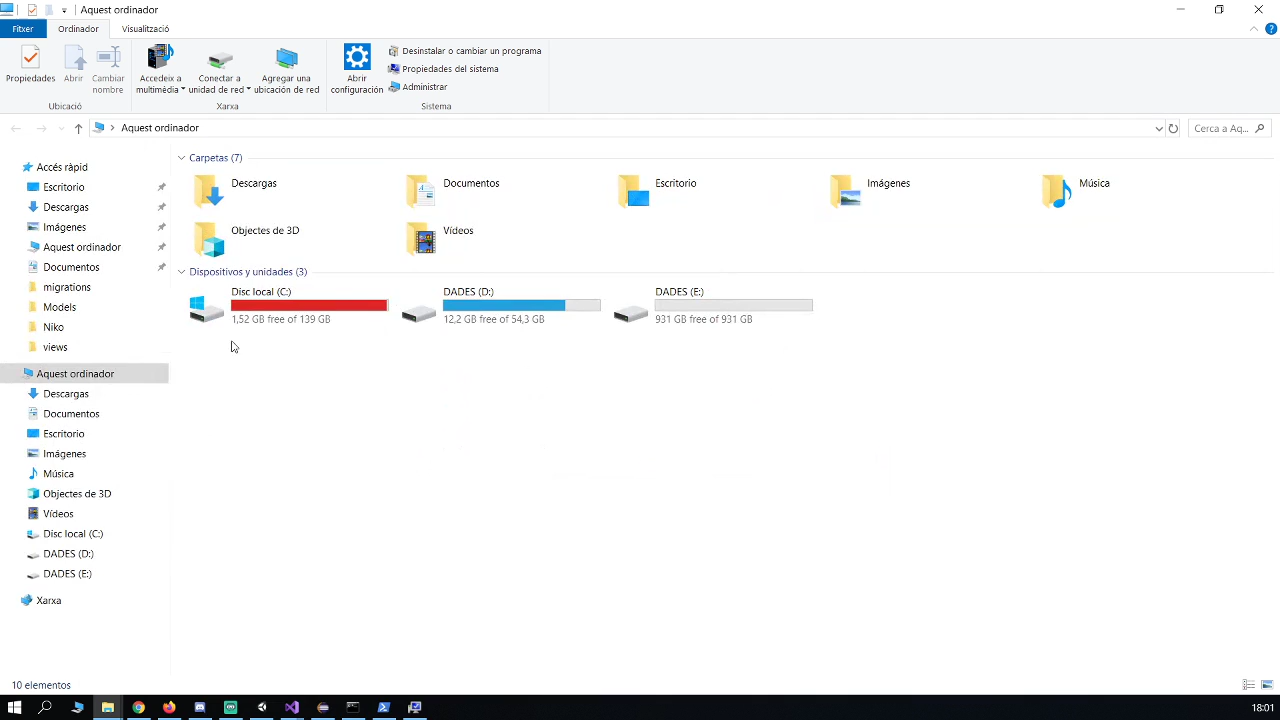 Aquest ordinador
Fitxer
Ordinador
Visualització
Propiedades
Abrir
Cambiar
nombre
Ubicació
Accedeix a
multimèdia
Conectar a
unidad de red
Agregar una
ubicación de red
Xarxa
Abrir
configuración
Desinstalar o cambiar un programa
Propiedades del sistema
Administrar
Sistema
Aquest ordinador
Cerca a Aq...
Accés ràpid
Escritorio
Descargas
Imágenes
Aquest ordinador
Documentos
migrations
Models
Niko
views
Aquest ordinador
Descargas
Documentos
Escritorio
Imágenes
Música
Objectes de 3D
Vídeos
Disc local (C:)
DADES (D:)
DADES (E:)
Xarxa
Carpetas (7)
Descargas
Documentos
Escritorio
Imágenes
Música
Objectes de 3D
Vídeos
Dispositivos y unidades (3)
Disc local (C:)
1,52 GB free of 139 GB
DADES (D:)
12,2 GB free of 54,3 GB
DADES (E:)
931 GB free of 931 GB
10 elementos
18:01